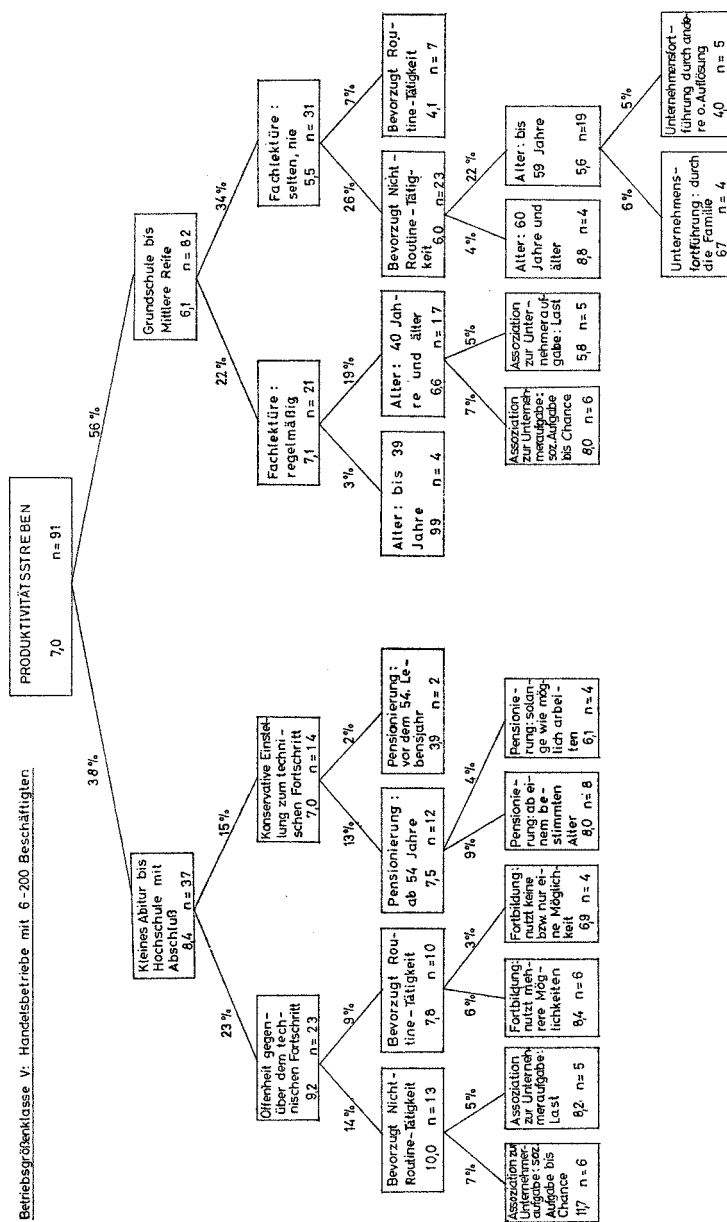 Betriebsgrößenklasse V: Handelsbetriebe mit 6-200 Beschäftigten
PRODUKTIVITÄTSSTREBEN
7,0 n = 91
38 %
56 %
Kleines Abitur bis
Hochschule mit
Abschluß
8,4 n = 37
Grundschule bis
Mittlere Reife
6,1 n = 82
23 %
15 %
22 %
34 %
Offenheit gegen-
über dem tech-
nischen Fortschritt
9,2 n = 23
Konservative Einstel-
lung zum techni-
schen Fortschritt
7,0 n = 14
Fachlektüre :
regelmäßig
7,1 n = 21
Fachlektüre :
selten, nie
5,5 n = 31
14 %
9 %
13 %
2 %
3 %
19 %
26 %
7 %
Bevorzugt Nicht-
Routine-Tätigkeit
10,0 n = 13
Bevorzugt Rou-
tine-Tätigkeit
7,8 n = 10
Pensionierung :
ab 54 Jahre
7,5 n = 12
Pensionierung :
vor dem 54. Le-
bensjahr
3,9 n = 2
Alter : bis 39
Jahre
9,9 n = 4
Alter : 40 Jah-
re und älter
6,6 n = 17
Bevorzugt Nicht-
Routine-Tätig-
keit
6,0 n = 23
Bevorzugt Rou-
tine-Tätigkeit
4,1 n = 7
7 %
5 %
6 %
3 %
9 %
4 %
7 %
5 %
4 %
22 %
Assoziation zur
Unternehmer-
aufgabe: soz.
Aufgabe bis
Chance
11,7 n = 6
Assoziation
zur Unterneh-
meraufgabe:
Last
8,2 n = 5
Fortbildung:
nutzt meh-
rere Mög-
lichkeiten
8,4 n = 6
Fortbildung:
nutzt keine
bzw. nur ei-
ne Möglich-
keit
6,9 n = 4
Pensionie-
rung: ab ei-
nem be-
stimmten
Alter
8,0 n = 8
Pensionie-
rung: solan-
ge wie mög-
lich arbei-
ten
6,1 n = 4
Assoziation
zur Unterneh-
meraufgabe:
soz. Aufgabe
bis Chance
8,0 n = 6
Assoziation
zur Unter-
nehmerauf-
gabe: Last
5,8 n = 5
Alter : 60
Jahre und
älter
8,8 n = 4
Alter : bis
59 Jahre
5,6 n = 19
6 %
5 %
Unternehmens-
fortführung : durch
die Familie
6,7 n = 4
Unternehmensfort-
führung durch ande-
re o. Auflösung
4,0 n = 5